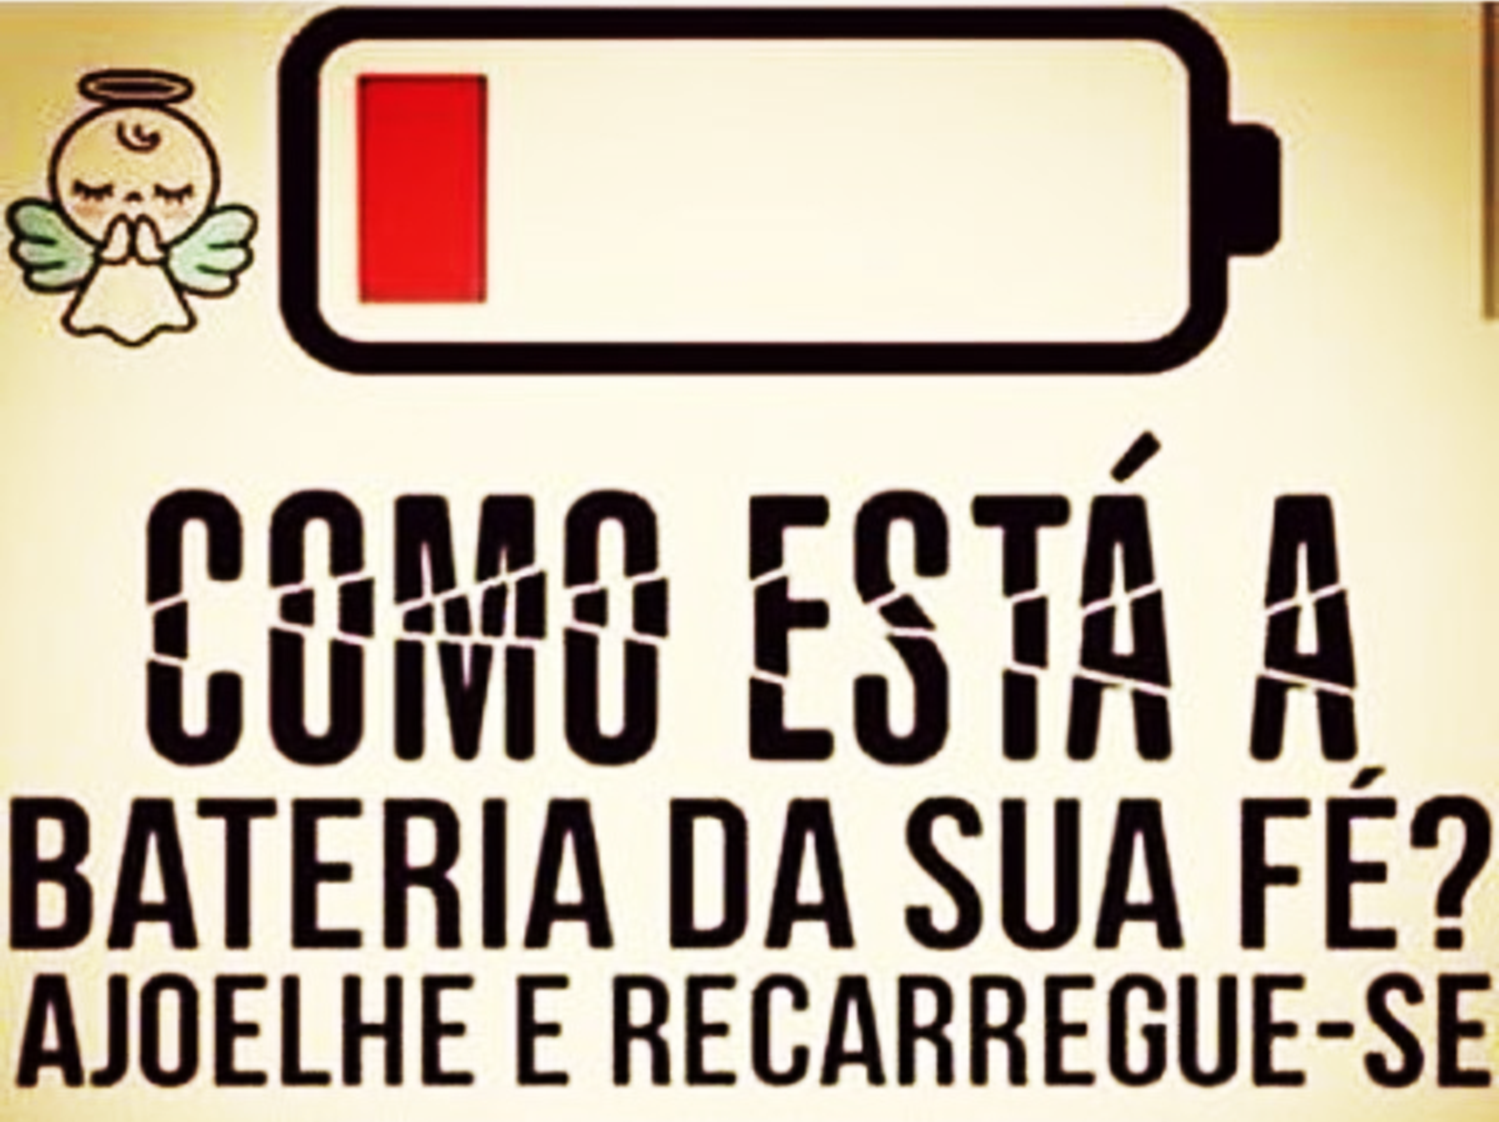 COMO ESTÁ A
BATERIA DA SUA FÉ?
AJOELHE E RECARREGUE-SE